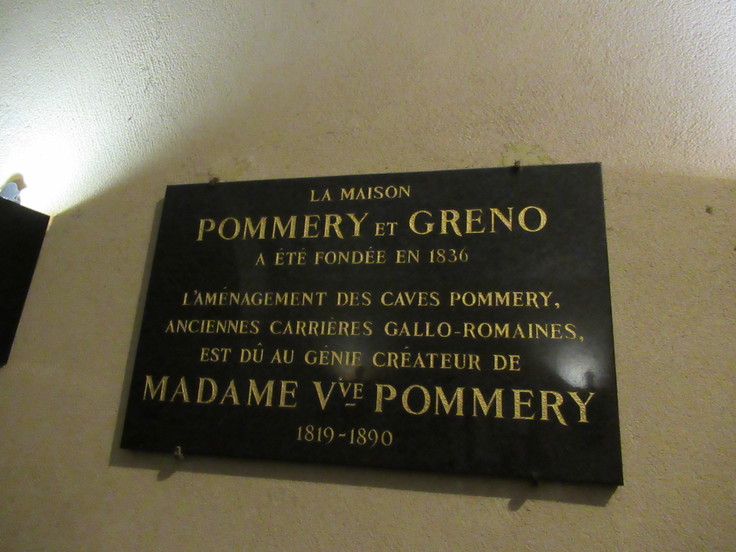 LA MAISON
POMMERY ET GRENO
A ÉTÉ FONDÉE EN 1836
L'AMÉNAGEMENT DES CAVES POMMERY,
ANCIENNES CARRIÈRES GALLO-ROMAINES,
EST DÛ AU GÉNIE CRÉATEUR DE
MADAME VVE POMMERY
1819-1890